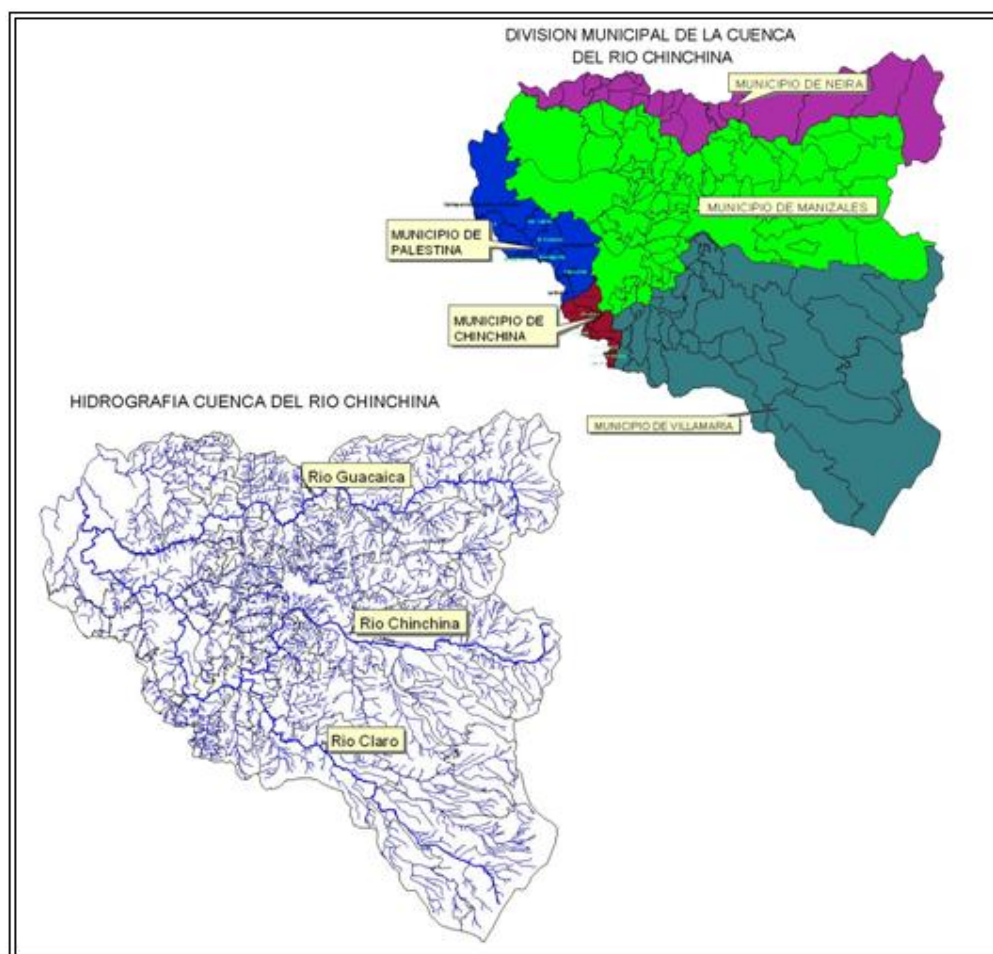 DIVISION MUNICIPAL DE LA CUENCA
DEL RIO CHINCHINA
MUNICIPIO DE NEIRA
MUNICIPIO DE MANIZALES
MUNICIPIO DE
PALESTINA
MUNICIPIO DE
CHINCHINA
MUNICIPIO DE VILLAMARIA
HIDROGRAFIA CUENCA DEL RIO CHINCHINA
Rio Guacaica
Rio Chinchina
Rio Claro